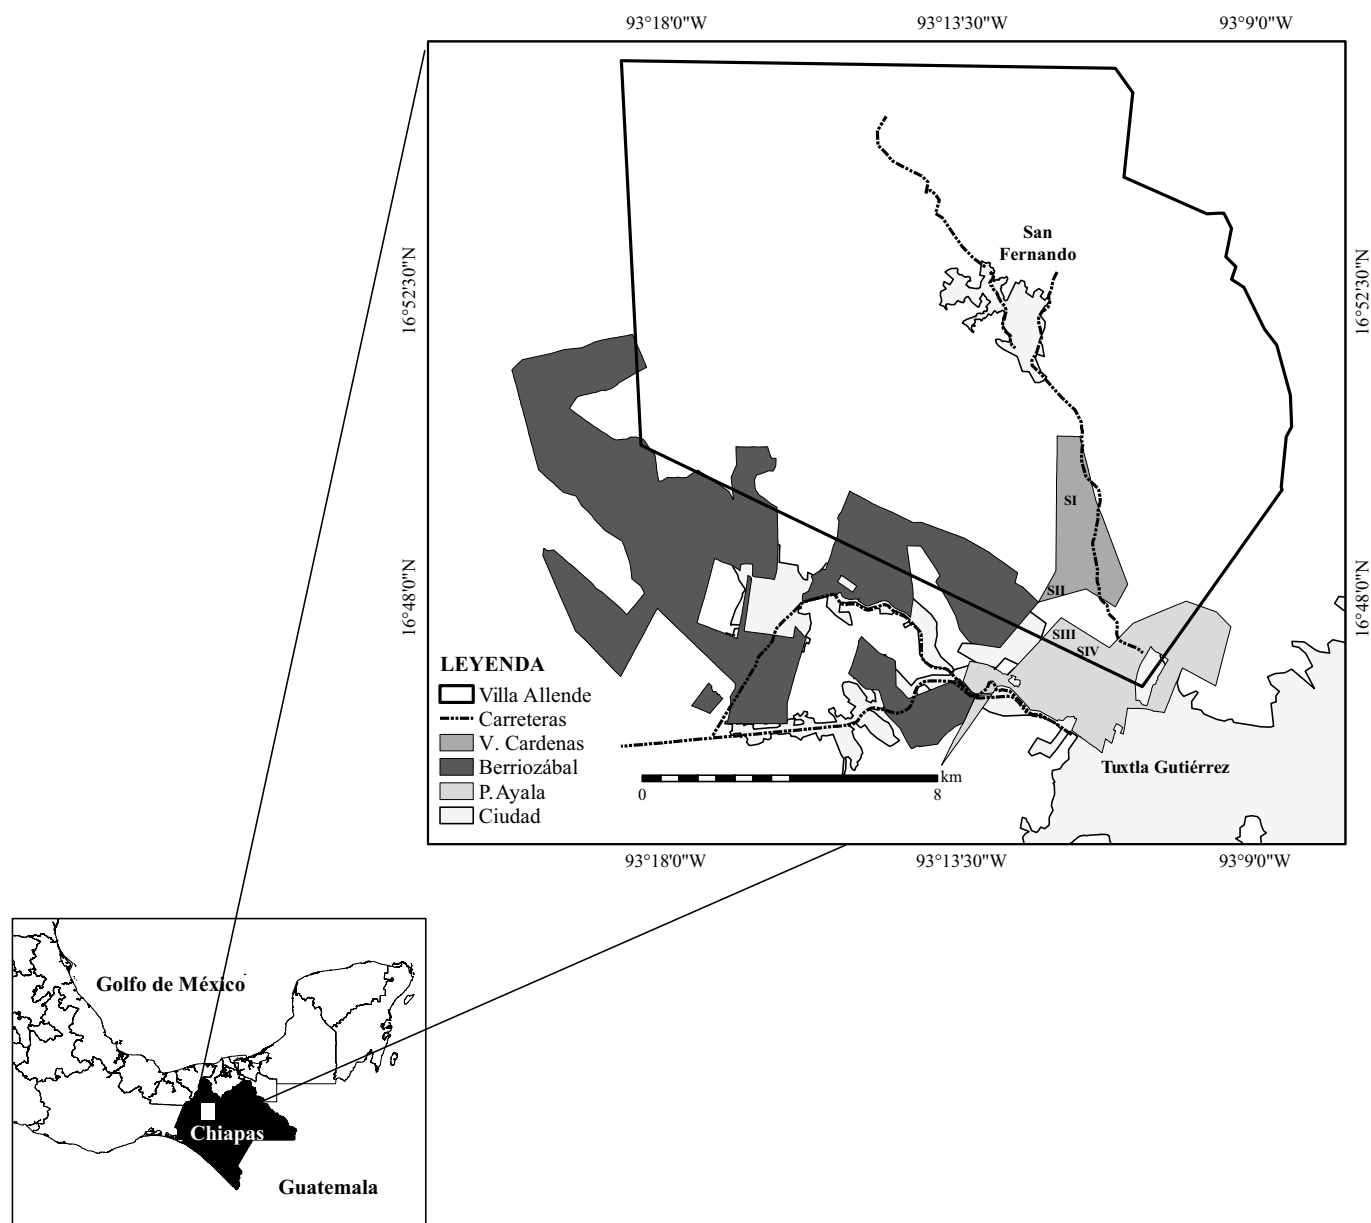 93°18'0"W
93°13'30"W
93°9'0"W
16°52'30"N
16°52'30"N
San
Fernando
SI
SII
SIII
SIV
16°48'0"N
16°48'0"N
LEYENDA
Villa Allende
Carreteras
V. Cardenas
Berriozábal
P. Ayala
Ciudad
km
0
8
Tuxtla Gutiérrez
93°18'0"W
93°13'30"W
93°9'0"W
Golfo de México
Chiapas
Guatemala